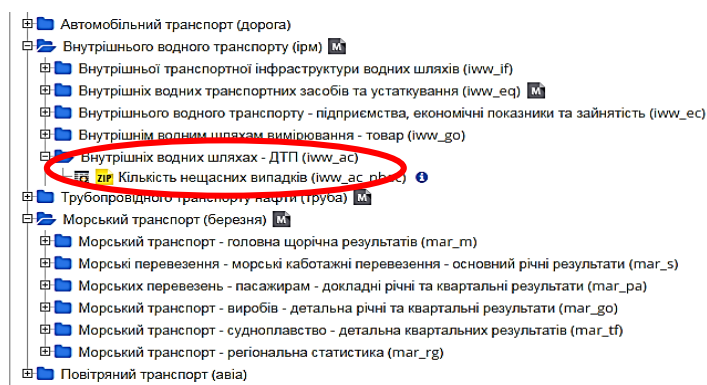 Автомобільний транспорт (дорога)
Внутрішнього водного транспорту (ірм) M
Внутрішньої транспортної інфраструктури водних шляхів (iww_if)
Внутрішніх водних транспортних засобів та устаткування (iww_eq) M
Внутрішнього водного транспорту - підприємства, економічні показники та зайнятість (iww_ec)
Внутрішнім водним шляхам вимірювання - товар (iww_go)
Внутрішніх водних шляхах - ДТП (iww_ac)
ZIP Кількість нещасних випадків (iww_ac_nbac) i
Трубопровідного транспорту нафти (труба) M
Морський транспорт (березня) M
Морський транспорт - головна щорічна результатів (mar_m)
Морські перевезення - морські каботажні перевезення - основний річні результати (mar_s)
Морських перевезень - пасажирам - докладні річні та квартальні результати (mar_pa)
Морський транспорт - виробів - детальна річні та квартальні результати (mar_go)
Морський транспорт - судноплавство - детальна квартальних результатів (mar_tf)
Морський транспорт - регіональна статистика (mar_rg)
Повітряний транспорт (авіа)